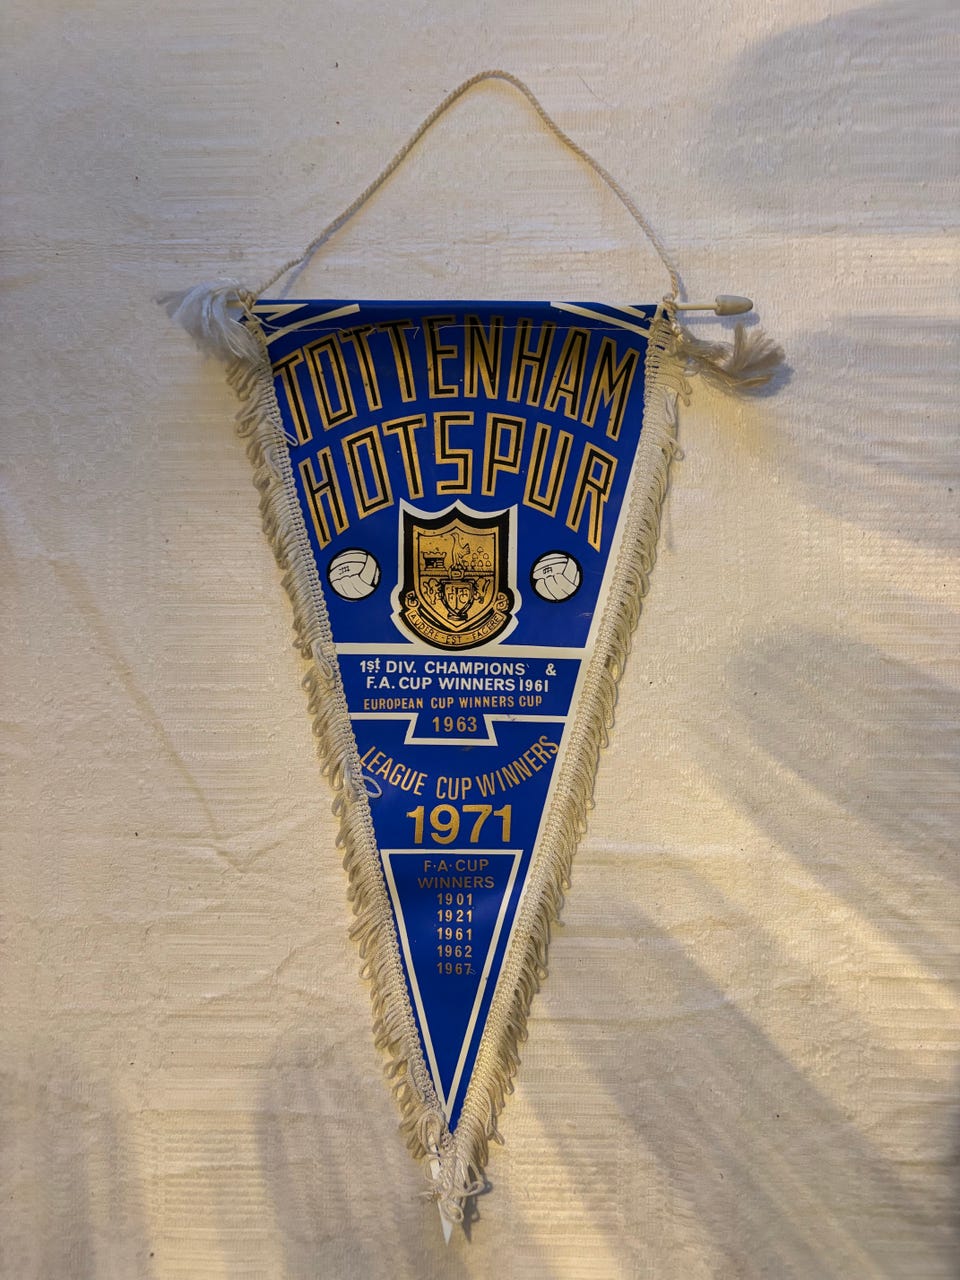 TOTTENHAM
HOTSPUR
AUDERE · EST · FACERE
1st DIV. CHAMPIONS &
F.A. CUP WINNERS 1961
EUROPEAN CUP WINNERS CUP
1963
LEAGUE CUP WINNERS
1971
F·A·CUP
WINNERS
1901
1921
1961
1962
1967